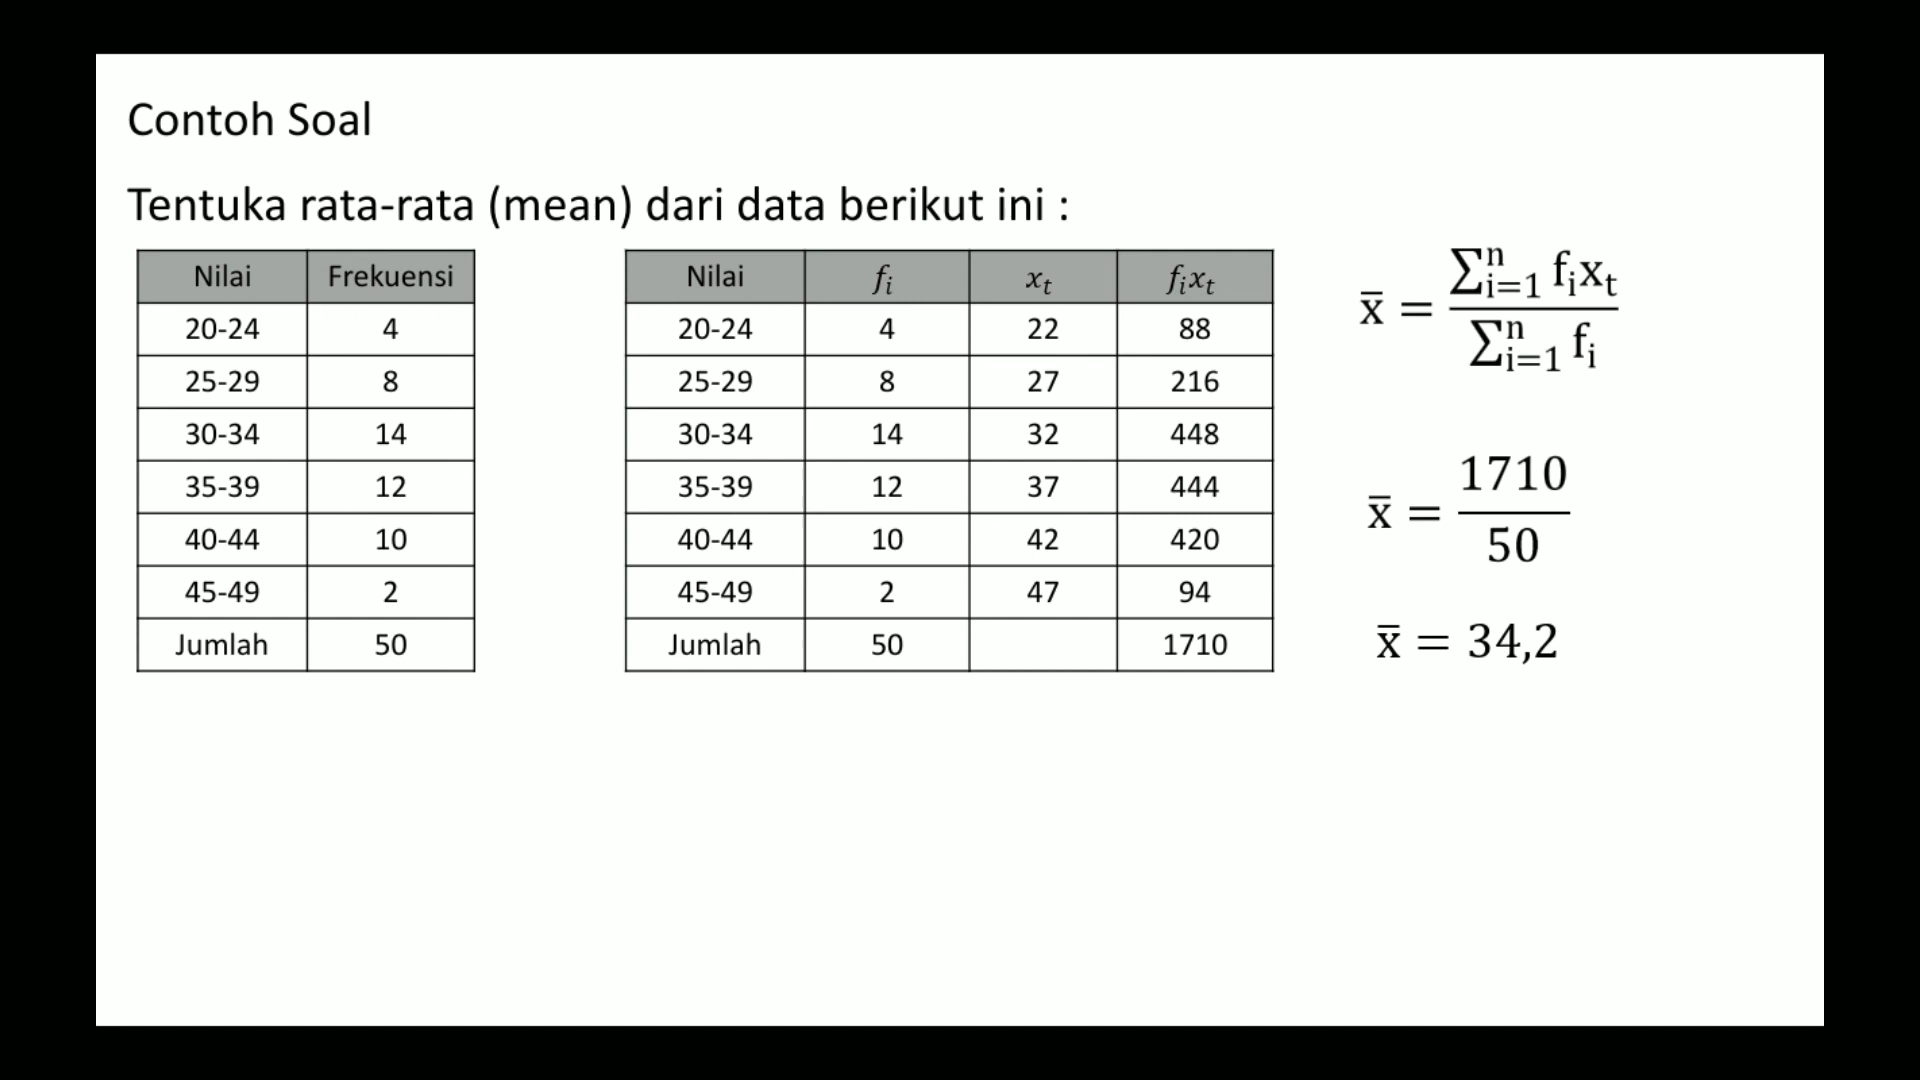 Contoh Soal
Tentuka rata-rata (mean) dari data berikut ini :
Nilai Frekuensi
20-24 4
25-29 8
30-34 14
35-39 12
40-44 10
45-49 2
Jumlah 50
Nilai fᵢ xₜ fᵢxₜ
20-24 4 22 88
25-29 8 27 216
30-34 14 32 448
35-39 12 37 444
40-44 10 42 420
45-49 2 47 94
Jumlah 50 1710
x̄ = ∑ⁿᵢ₌₁ fᵢxₜ / ∑ⁿᵢ₌₁ fᵢ
x̄ = 1710 / 50
x̄ = 34,2